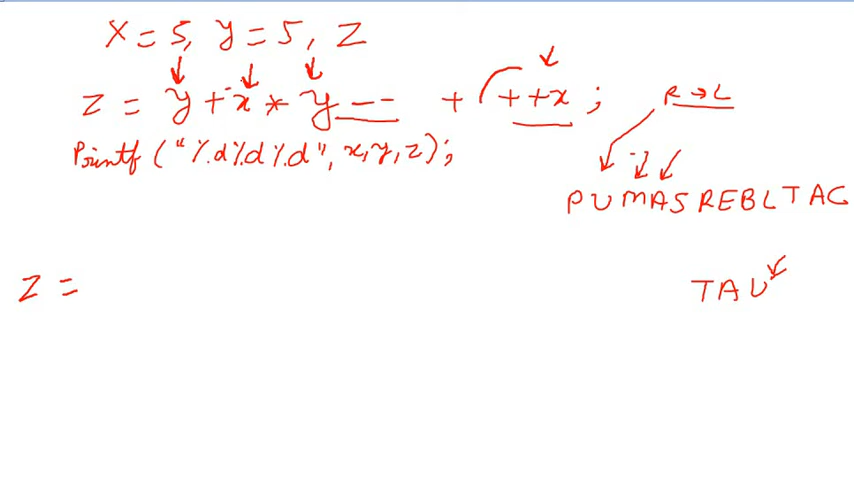 X = 5, y = 5, Z
Z = y + x * y -- + (++x ;
R → L
Printf ("%d%d%d", x, y, z);
PUMASREBLTAC
Z =
TAU